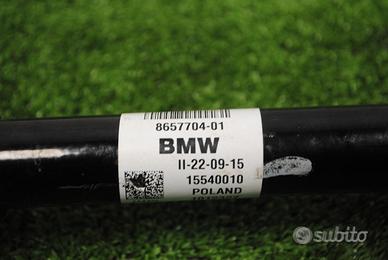 8657704-01
BMW
II-22-09-15
15540010
POLAND
subito